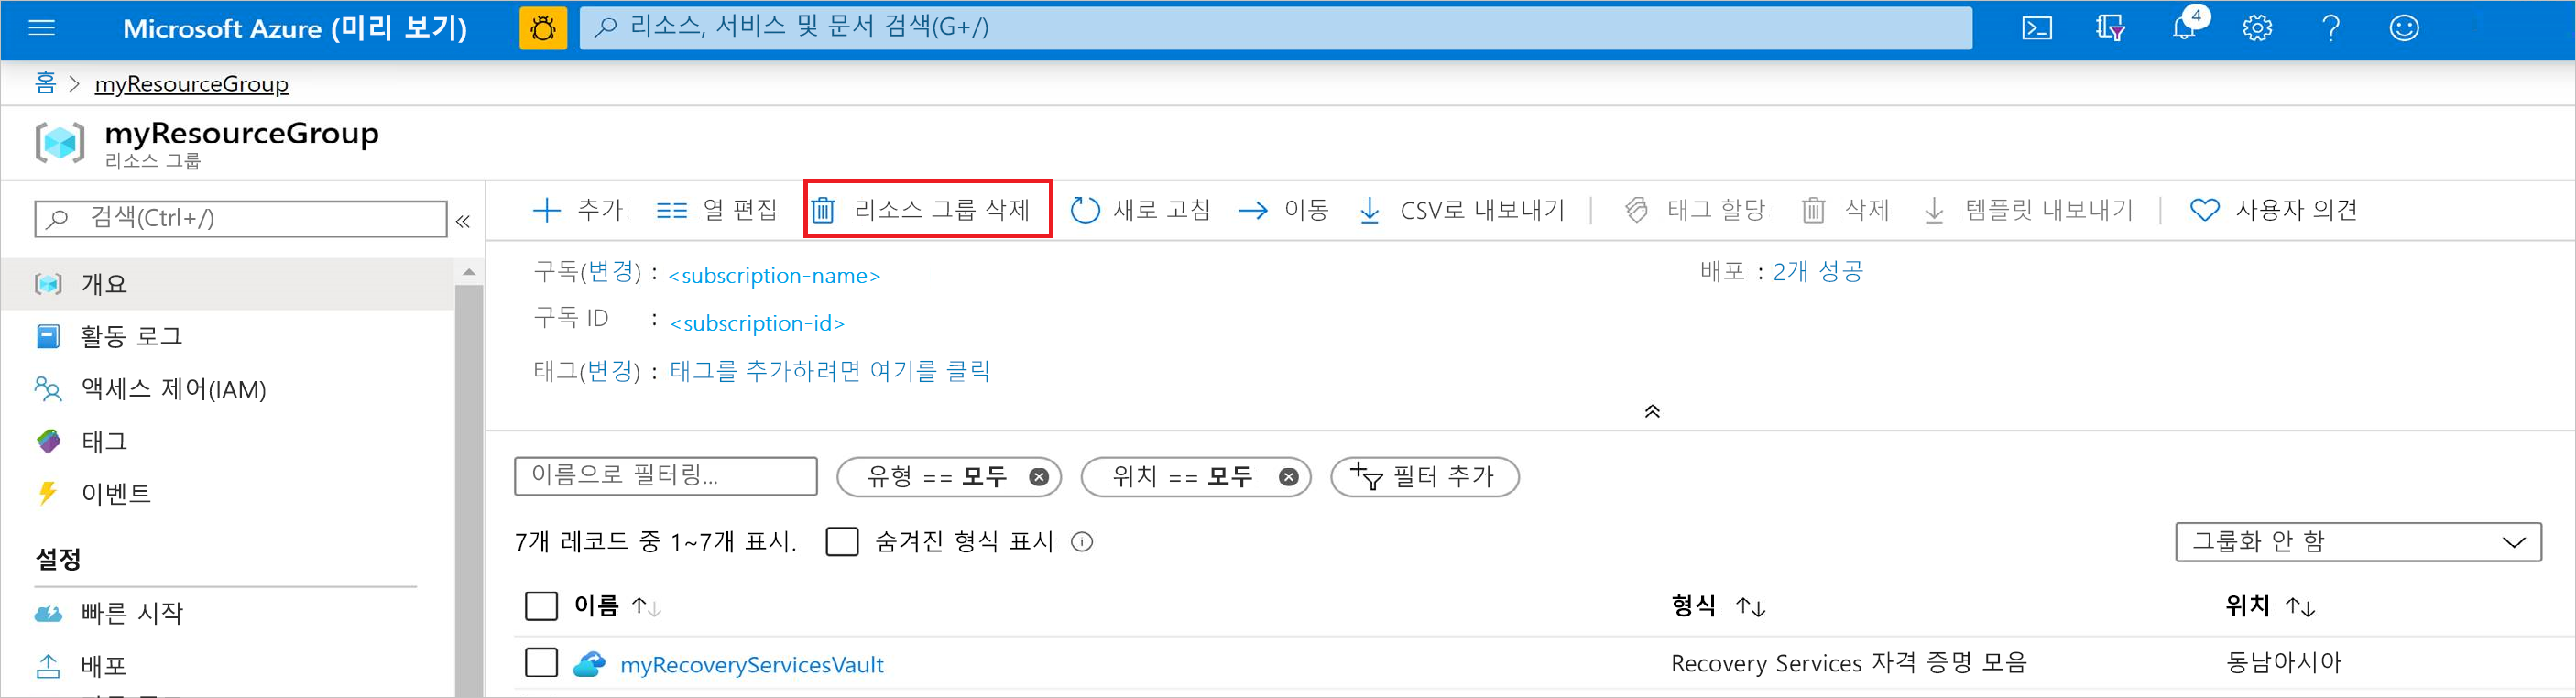 Microsoft Azure (미리 보기)
리소스, 서비스 및 문서 검색(G+/)
4
홈 > myResourceGroup
myResourceGroup
리소스 그룹
검색(Ctrl+/)
추가
열 편집
리소스 그룹 삭제
새로 고침
이동
CSV로 내보내기
태그 할당
삭제
템플릿 내보내기
사용자 의견
개요
활동 로그
액세스 제어(IAM)
태그
이벤트
설정
빠른 시작
배포
구독(변경) : <subscription-name>
배포 : 2개 성공
구독 ID : <subscription-id>
태그(변경) : 태그를 추가하려면 여기를 클릭
이름으로 필터링...
유형 == 모두
위치 == 모두
필터 추가
7개 레코드 중 1~7개 표시.
숨겨진 형식 표시
그룹화 안 함
이름 형식 위치
myRecoveryServicesVault Recovery Services 자격 증명 모음 동남아시아